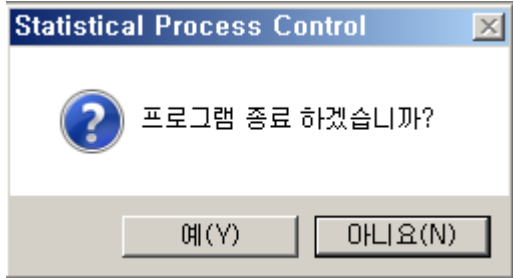 Statistical Process Control
프로그램 종료 하겠습니까?
예(Y) 아니요(N)